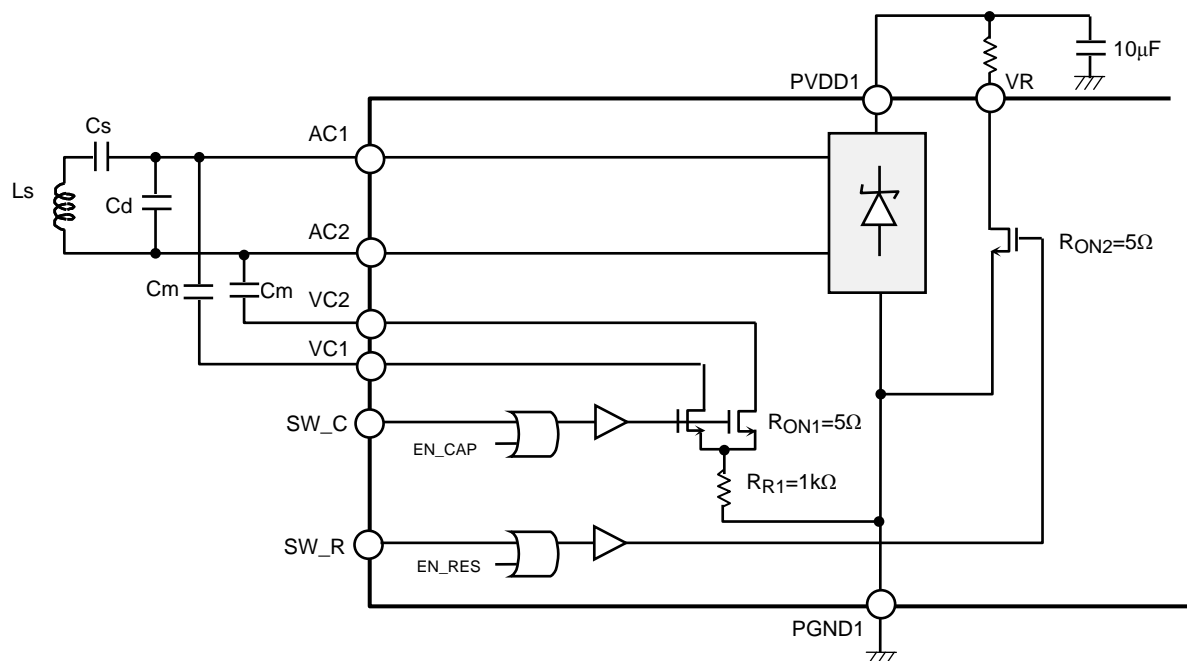 10μF
PVDD1
VR
Cs
AC1
Ls
Cd
AC2
RON2=5Ω
Cm
Cm
VC2
VC1
SW_C
EN_CAP
RON1=5Ω
RR1=1kΩ
SW_R
EN_RES
PGND1